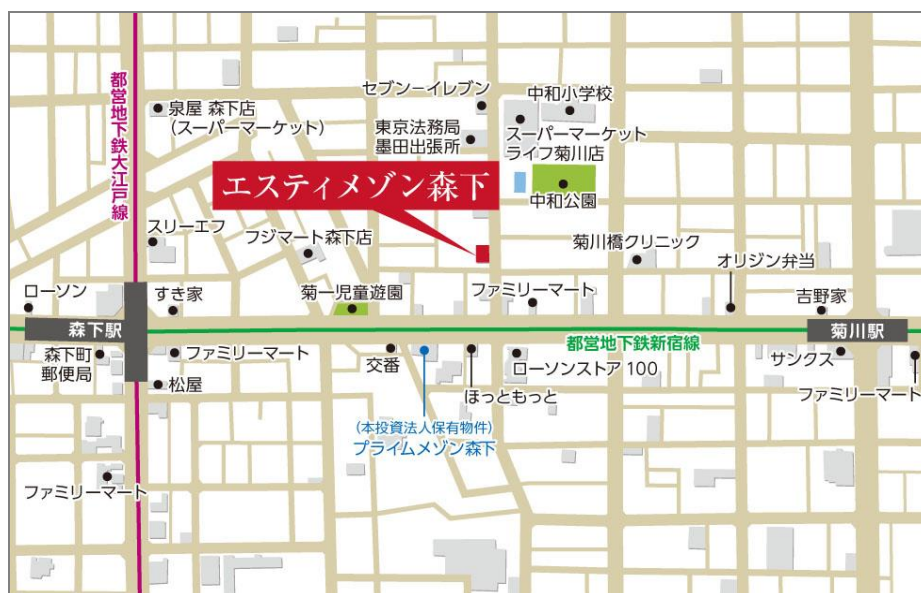 都営地下鉄大江戸線
泉屋 森下店
(スーパーマーケット)
セブン−イレブン
中和小学校
東京法務局
墨田出張所
スーパーマーケット
ライフ菊川店
エスティメゾン森下
中和公園
スリーエフ
フジマート森下店
菊川橋クリニック
オリジン弁当
ローソン
すき家
菊一児童遊園
ファミリーマート
吉野家
森下駅
都営地下鉄新宿線
菊川駅
森下町
郵便局
ファミリーマート
交番
ローソンストア 100
サンクス
松屋
ほっともっと
ファミリーマート
(本投資法人保有物件)
プライムメゾン森下
ファミリーマート